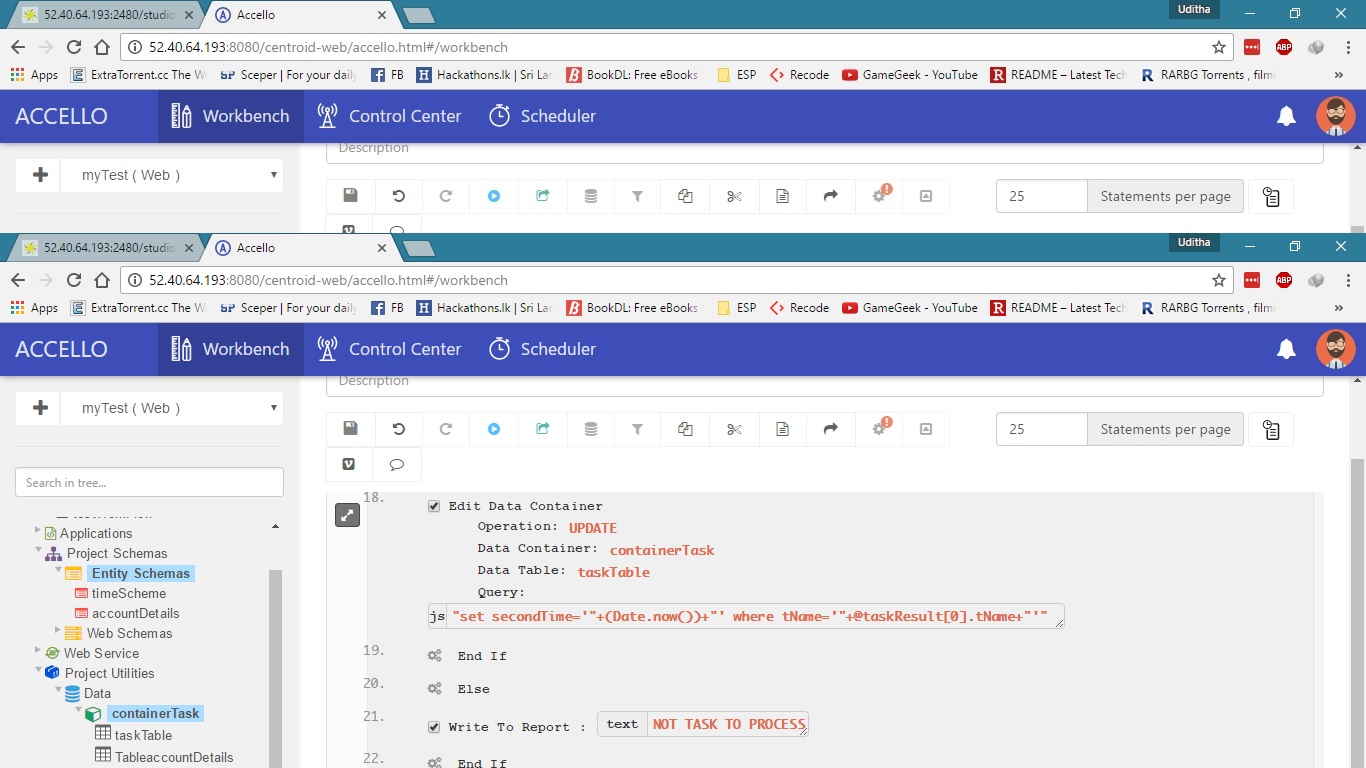 52.40.64.193:2480/studio
Accello
Uditha
52.40.64.193:8080/centroid-web/accello.html#/workbench
ABP
Apps
ExtraTorrent.cc The W
SP Sceper | For your daily
FB
H Hackathons.lk | Sri Lan
B BookDL: Free eBooks
ESP
Recode
GameGeek - YouTube
R README – Latest Tech
R RARBG Torrents , filmi
»
ACCELLO
Workbench
Control Center
Scheduler
Description
myTest ( Web )
25
Statements per page
52.40.64.193:2480/studio
Accello
Uditha
52.40.64.193:8080/centroid-web/accello.html#/workbench
ABP
Apps
ExtraTorrent.cc The W
SP Sceper | For your daily
FB
H Hackathons.lk | Sri Lan
B BookDL: Free eBooks
ESP
Recode
GameGeek - YouTube
R README – Latest Tech
R RARBG Torrents , filmi
»
ACCELLO
Workbench
Control Center
Scheduler
Description
myTest ( Web )
25
Statements per page
Search in tree...
Applications
Project Schemas
Entity Schemas
timeScheme
accountDetails
Web Schemas
Web Service
Project Utilities
Data
containerTask
taskTable
TableaccountDetails
18.
Edit Data Container
Operation: UPDATE
Data Container: containerTask
Data Table: taskTable
Query:
js "set secondTime='"+(Date.now())+"' where tName='"+@taskResult[0].tName+"'"
19. End If
20. Else
21. Write To Report : text NOT TASK TO PROCESS
22. End If